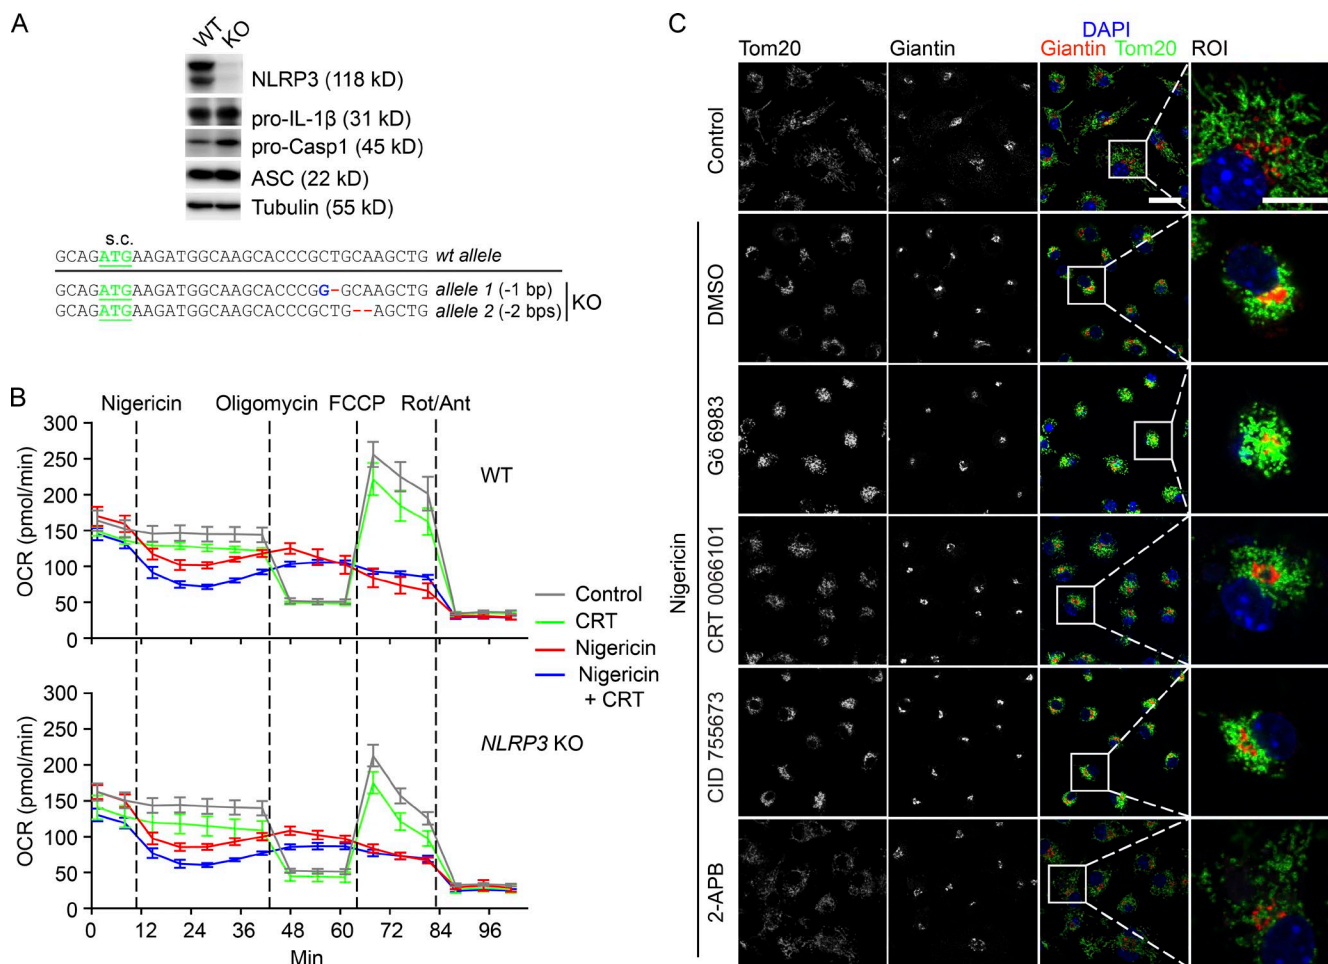 A
WT KO
NLRP3 (118 kD)
pro-IL-1β (31 kD)
pro-Casp1 (45 kD)
ASC (22 kD)
Tubulin (55 kD)
s.c.
GCAGATGAAGATGGCAAGCACCCGCTGCAAGCTG wt allele
GCAGATGAAGATGGCAAGCACCCGG-GCAAGCTG allele 1 (-1 bp)
GCAGATGAAGATGGCAAGCACCCGCTG--AGCTG allele 2 (-2 bps)
KO
B
Nigericin Oligomycin FCCP Rot/Ant
OCR (pmol/min)
300
250
200
150
100
50
0
WT
Control
CRT
Nigericin
Nigericin
+ CRT
OCR (pmol/min)
300
250
200
150
100
50
0
NLRP3 KO
0 12 24 36 48 60 72 84 96
Min
C
DAPI
Tom20 Giantin Giantin Tom20 ROI
Control
Nigericin
DMSO
Gö 6983
CRT 0066101
CID 755673
2-APB